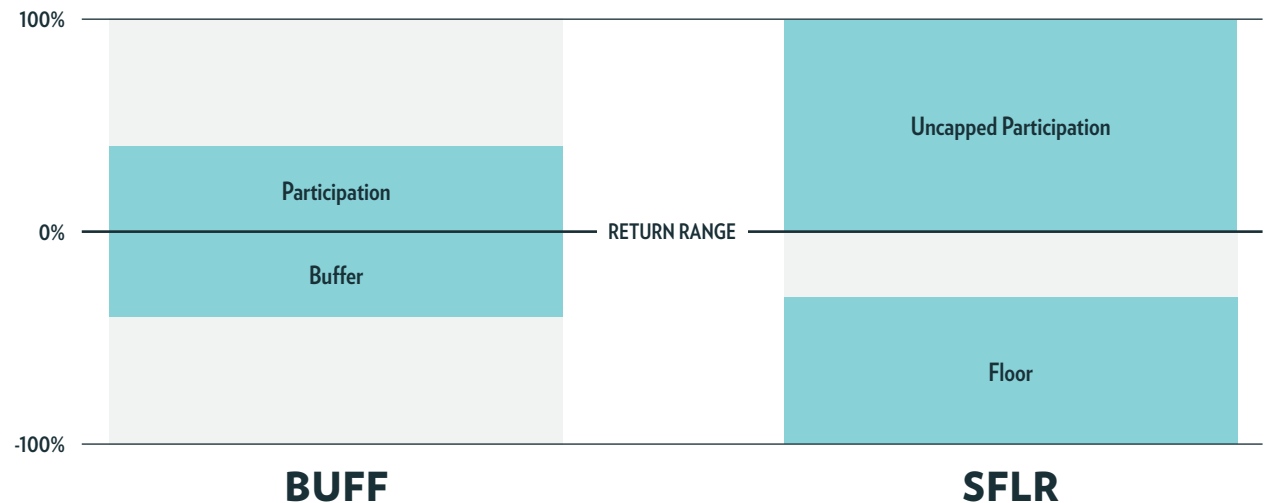 100%
Uncapped Participation
Participation
0%
RETURN RANGE
Buffer
Floor
-100%
BUFF
SFLR